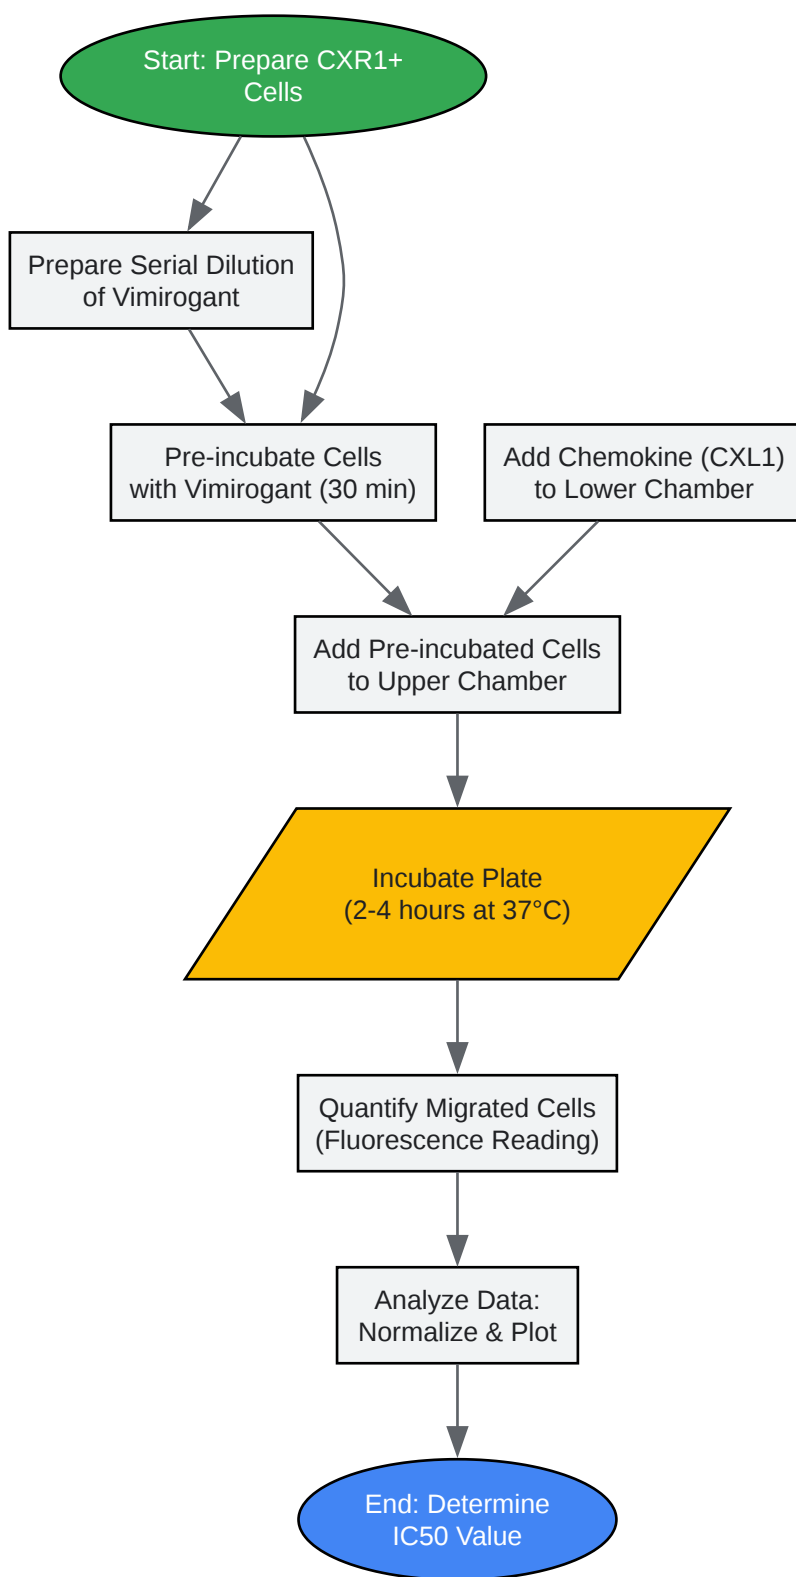 Start: Prepare CXR1+
Cells
Prepare Serial Dilution
of Vimirogant
Pre-incubate Cells
with Vimirogant (30 min)
Add Chemokine (CXL1)
to Lower Chamber
Add Pre-incubated Cells
to Upper Chamber
Incubate Plate
(2-4 hours at 37°C)
Quantify Migrated Cells
(Fluorescence Reading)
Analyze Data:
Normalize & Plot
End: Determine
IC50 Value